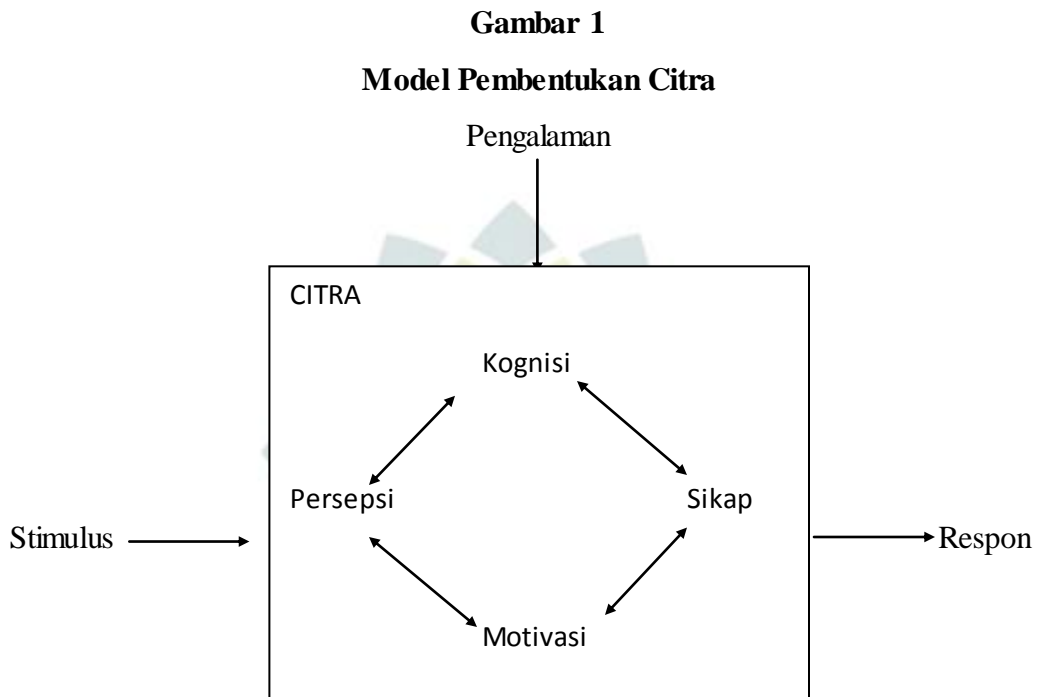 Gambar 1
Model Pembentukan Citra
Pengalaman
CITRA
Kognisi
Persepsi
Sikap
Stimulus
Respon
Motivasi